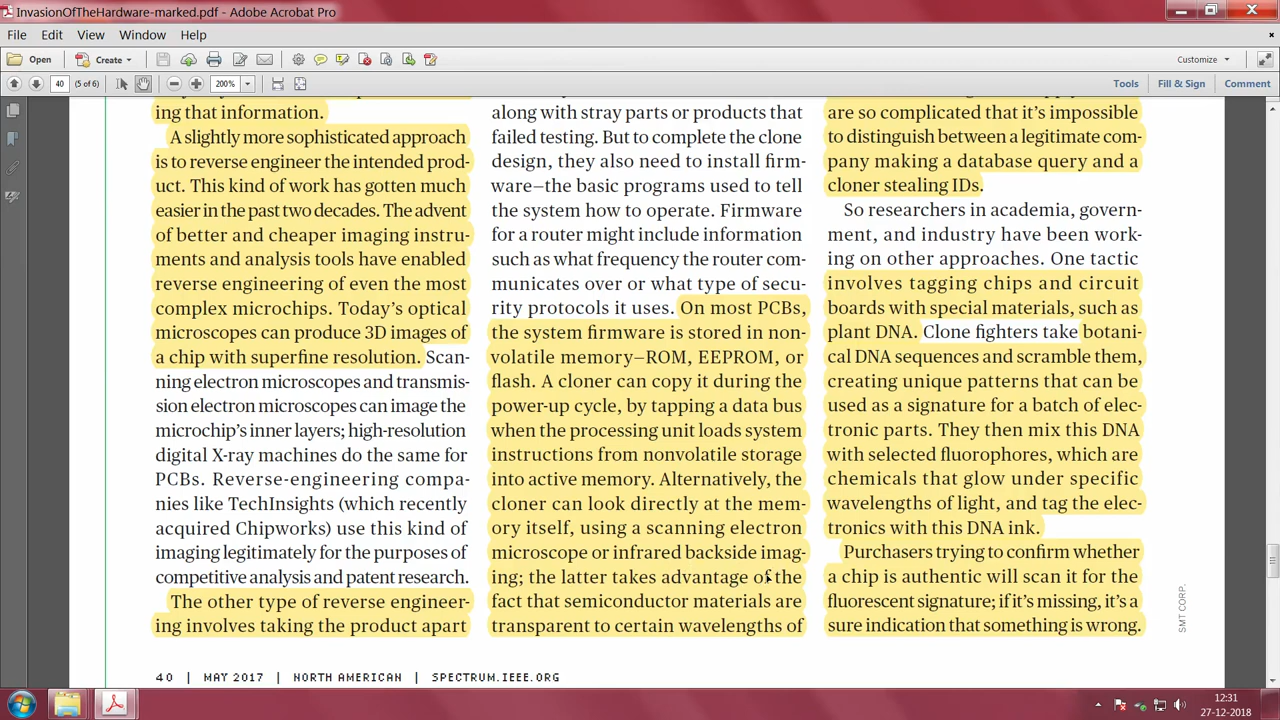 InvasionOfTheHardware-marked.pdf - Adobe Acrobat Pro
File Edit View Window Help
Open Create Customize
40 (5 of 6) 200% Tools Fill & Sign Comment
ing that information.
A slightly more sophisticated approach
is to reverse engineer the intended prod-
uct. This kind of work has gotten much
easier in the past two decades. The advent
of better and cheaper imaging instru-
ments and analysis tools have enabled
reverse engineering of even the most
complex microchips. Today's optical
microscopes can produce 3D images of
a chip with superfine resolution. Scan-
ning electron microscopes and transmis-
sion electron microscopes can image the
microchip's inner layers; high-resolution
digital X-ray machines do the same for
PCBs. Reverse-engineering compa-
nies like TechInsights (which recently
acquired Chipworks) use this kind of
imaging legitimately for the purposes of
competitive analysis and patent research.
The other type of reverse engineer-
ing involves taking the product apart
along with stray parts or products that
failed testing. But to complete the clone
design, they also need to install firm-
ware—the basic programs used to tell
the system how to operate. Firmware
for a router might include information
such as what frequency the router com-
municates over or what type of secu-
rity protocols it uses. On most PCBs,
the system firmware is stored in non-
volatile memory—ROM, EEPROM, or
flash. A cloner can copy it during the
power-up cycle, by tapping a data bus
when the processing unit loads system
instructions from nonvolatile storage
into active memory. Alternatively, the
cloner can look directly at the mem-
ory itself, using a scanning electron
microscope or infrared backside imag-
ing; the latter takes advantage of the
fact that semiconductor materials are
transparent to certain wavelengths of
are so complicated that it's impossible
to distinguish between a legitimate com-
pany making a database query and a
cloner stealing IDs.
So researchers in academia, govern-
ment, and industry have been work-
ing on other approaches. One tactic
involves tagging chips and circuit
boards with special materials, such as
plant DNA. Clone fighters take botani-
cal DNA sequences and scramble them,
creating unique patterns that can be
used as a signature for a batch of elec-
tronic parts. They then mix this DNA
with selected fluorophores, which are
chemicals that glow under specific
wavelengths of light, and tag the elec-
tronics with this DNA ink.
Purchasers trying to confirm whether
a chip is authentic will scan it for the
fluorescent signature; if it's missing, it's a
sure indication that something is wrong.
SMT CORP.
40 | MAY 2017 | NORTH AMERICAN | SPECTRUM.IEEE.ORG
12:31
27-12-2018